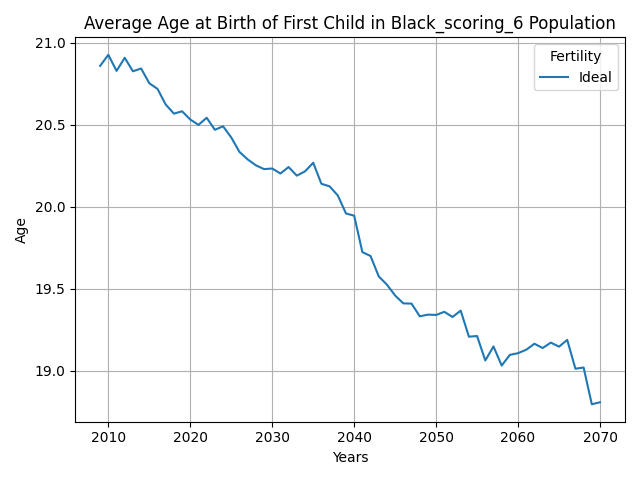 Average Age at Birth of First Child in Black_scoring_6 Population
Fertility
Ideal
21.0
20.5
20.0
19.5
19.0
Age
2010 2020 2030 2040 2050 2060 2070
Years